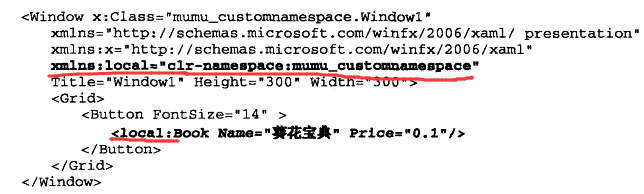 <Window x:Class="mumu_customnamespace.Window1"
xmlns="http://schemas.microsoft.com/winfx/2006/xaml/ presentation"
xmlns:x="http://schemas.microsoft.com/winfx/2006/xaml"
xmlns:local="clr-namespace:mumu_customnamespace"
Title="Window1" Height="300" Width="300">
<Grid>
<Button FontSize="14" >
<local:Book Name="葵花宝典" Price="0.1"/>
</Button>
</Grid>
</Window>